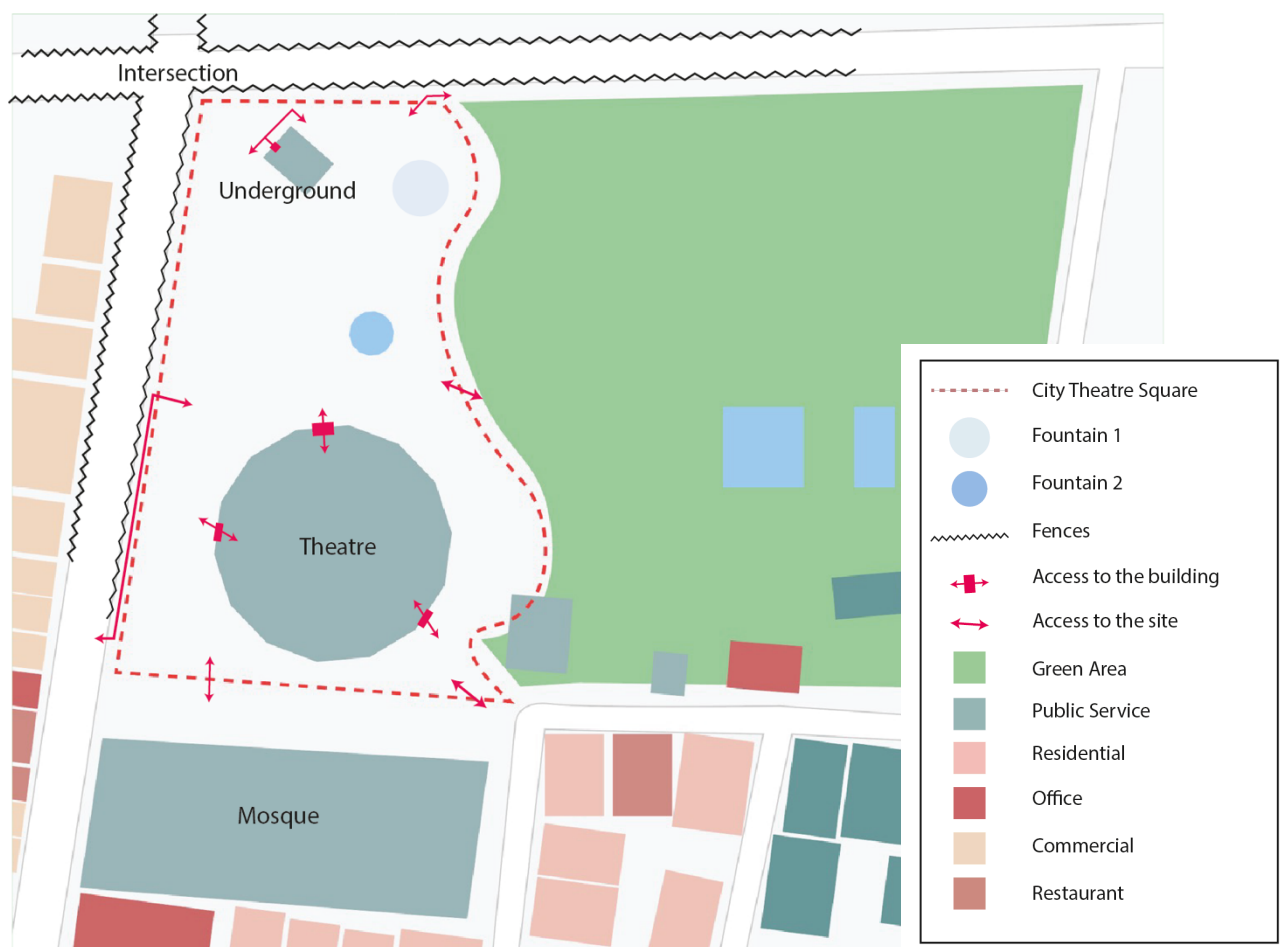 Intersection
Underground
Theatre
Mosque
City Theatre Square
Fountain 1
Fountain 2
Fences
Access to the building
Access to the site
Green Area
Public Service
Residential
Office
Commercial
Restaurant